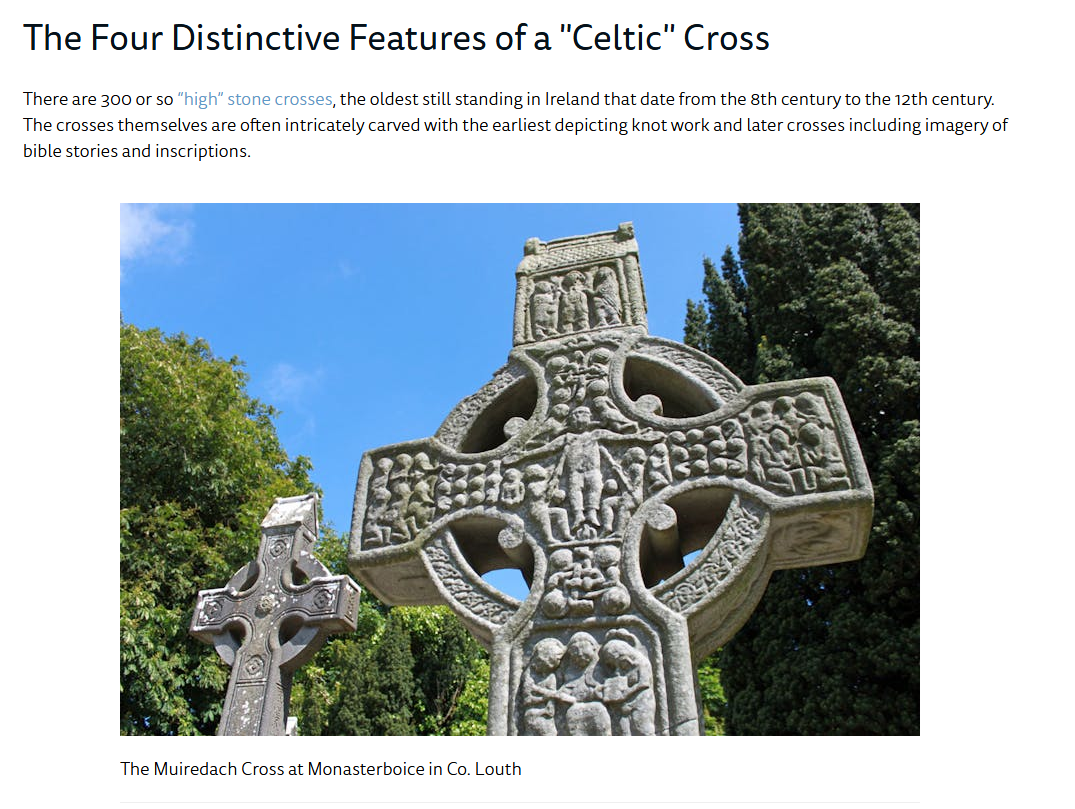 The Four Distinctive Features of a "Celtic" Cross
There are 300 or so "high" stone crosses, the oldest still standing in Ireland that date from the 8th century to the 12th century.
The crosses themselves are often intricately carved with the earliest depicting knot work and later crosses including imagery of
bible stories and inscriptions.
The Muiredach Cross at Monasterboice in Co. Louth